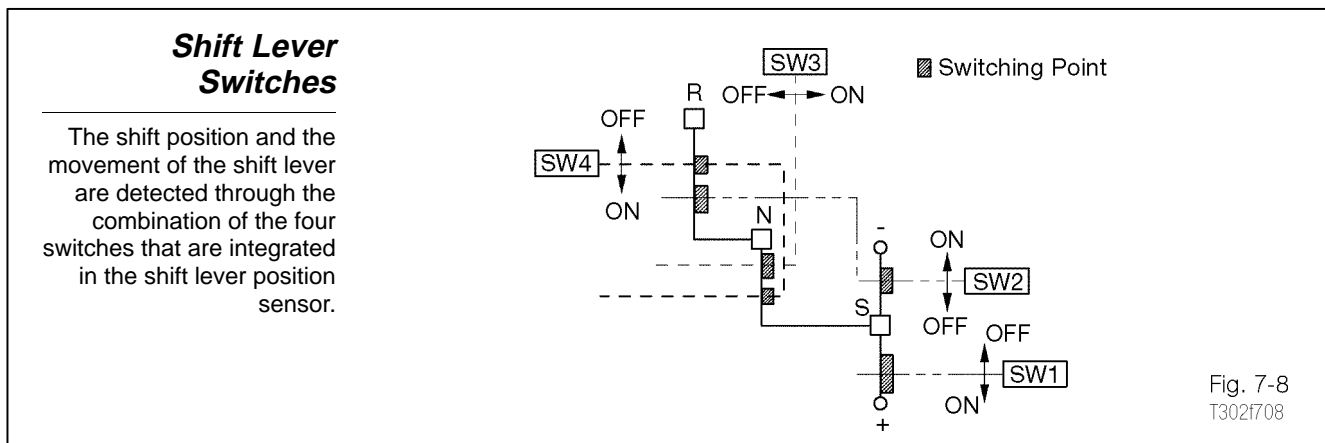 Shift Lever
Switches
The shift position and the
movement of the shift lever
are detected through the
combination of the four
switches that are integrated
in the shift lever position
sensor.
SW3
OFF ON
Switching Point
R
OFF
SW4
ON
N
-
ON
SW2
OFF
S
OFF
SW1
ON
+
Fig. 7-8
T302f708